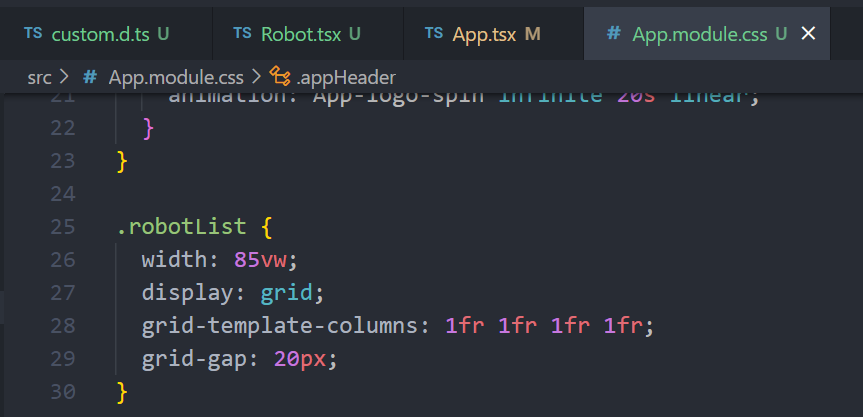 TS custom.d.ts U TS Robot.tsx U TS App.tsx M # App.module.css U ×
src > # App.module.css > .appHeader
21 animation: App-logo-spin infinite 20s linear;
22 }
23 }
24
25 .robotList {
26 width: 85vw;
27 display: grid;
28 grid-template-columns: 1fr 1fr 1fr 1fr;
29 grid-gap: 20px;
30 }